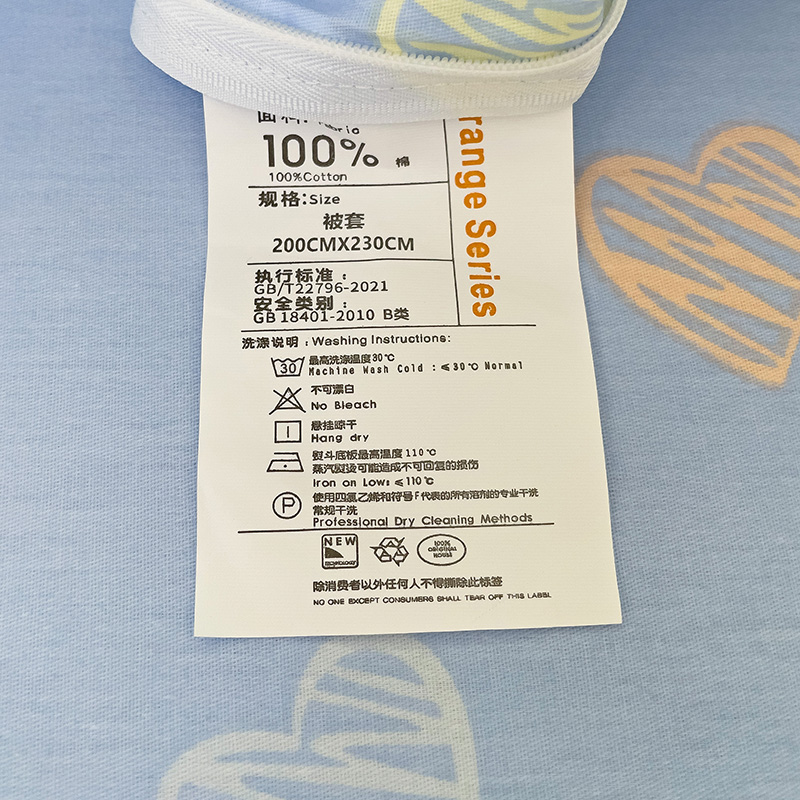 面料: Fabric
100% 棉
100%Cotton
规格:Size
被套
200CMX230CM
执行标准：
GB/T22796-2021
安全类别：
GB 18401-2010 B类
range Series
洗涤说明：Washing Instructions:
30
最高洗涤温度30℃
Machine Wash Cold : ≤30℃ Normal
不可漂白
No Bleach
悬挂晾干
Hang dry
熨斗底板最高温度110℃
蒸汽熨烫可能造成不可回复的损伤
Iron on Low: ≤110℃
P
使用四氯乙烯和符号F代表的所有溶剂的专业干洗
常规干洗
Professional Dry Cleaning Methods
NEW
TECHNOLOGY
100%
ORIGINAL
除消费者以外任何人不得撕除此标签
NO ONE EXCEPT CONSUMERS SHALL TEAR OFF THIS LABEL